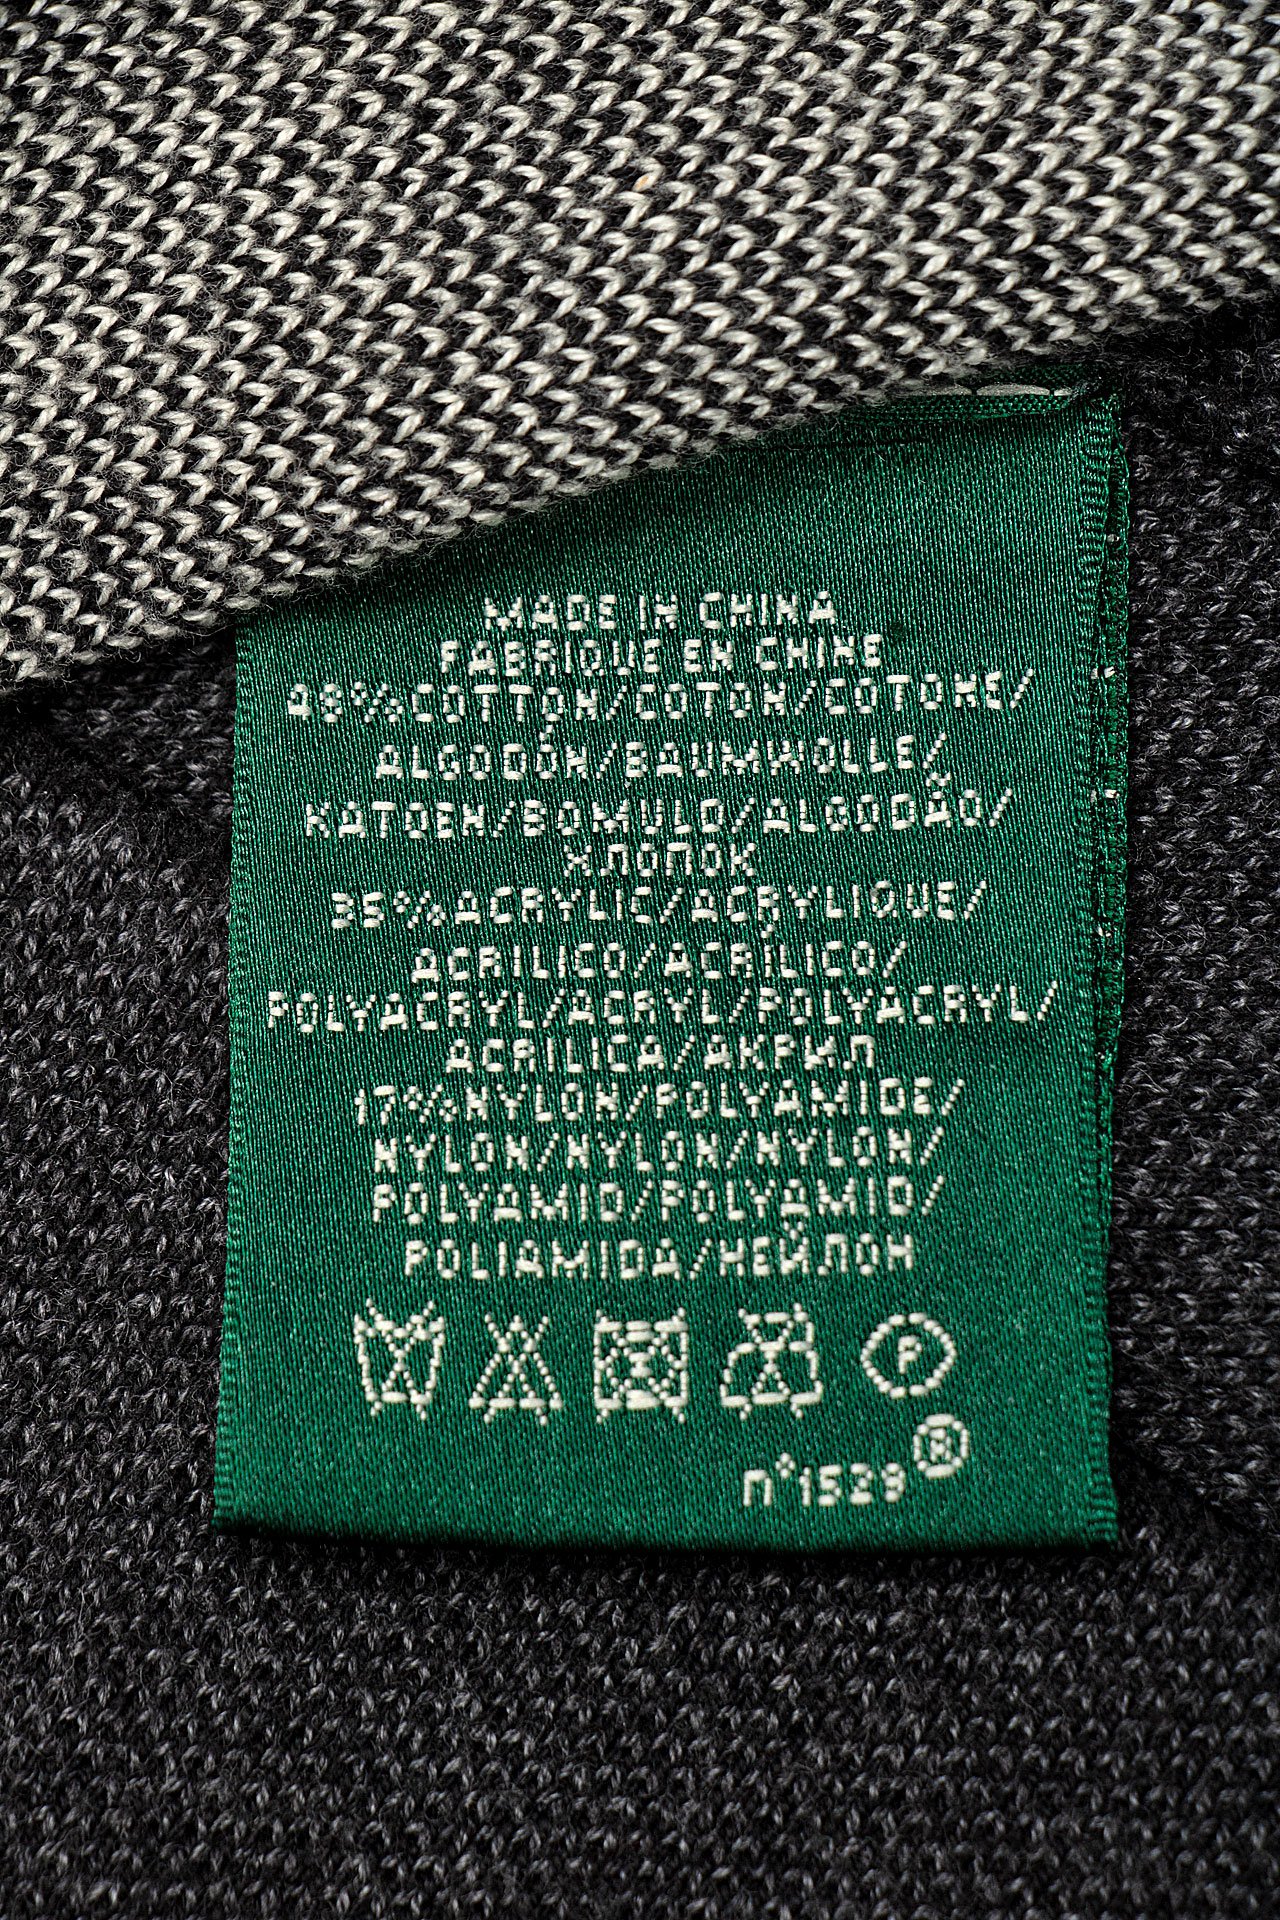 MADE IN CHINA
FABRIQUE EN CHINE
48%COTTON/COTON/COTONE/
ALGODÓN/BAUMWOLLE/
KATOEN/BOMULD/ALGODÃO/
ХЛОПОК
35%ACRYLIC/ACRYLIQUE/
ACRILICO/ACRÍLICO/
POLYACRYL/ACRYL/POLYACRYL/
ACRILICA/АКРИЛ
17%NYLON/POLYAMIDE/
NYLON/NYLON/NYLON/
POLYAMID/POLYAMID/
POLIAMIDA/НЕЙЛОН
P
n°1529®